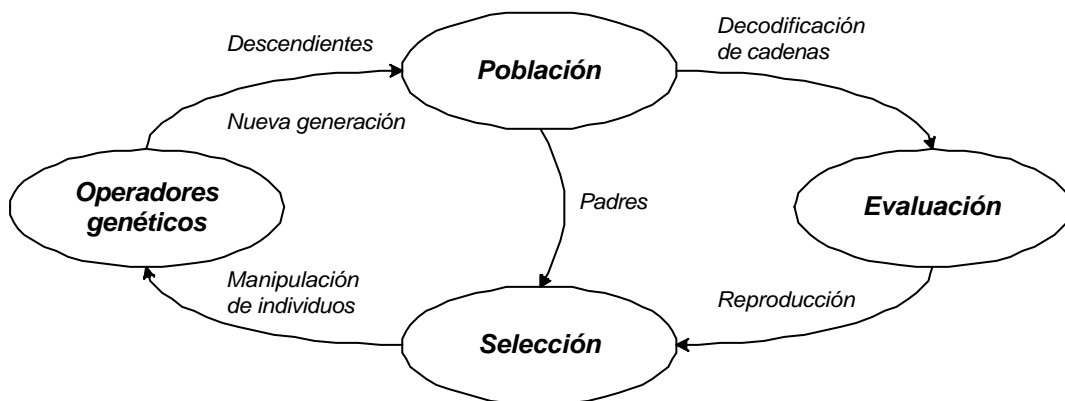 Descendientes
Decodificación
de cadenas
Población
Nueva generación
Operadores
genéticos
Padres
Evaluación
Manipulación
de individuos
Reproducción
Selección